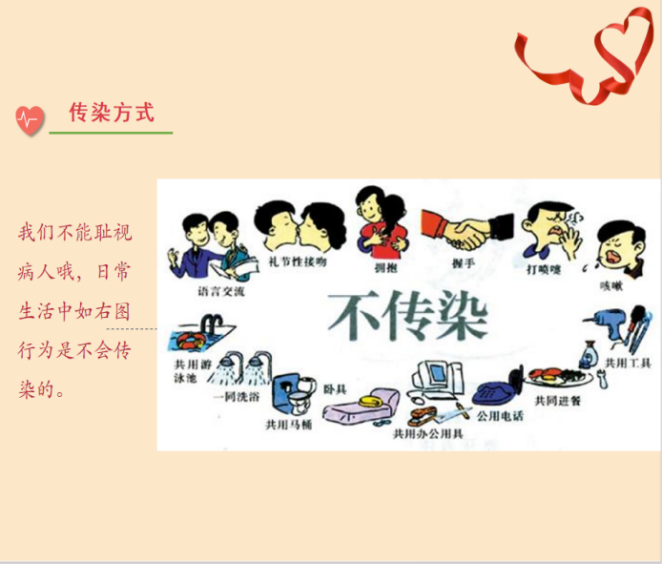 传染方式
我们不能耻视
病人哦，日常
生活中如右图
行为是不会传
染的。
语言交流
礼节性接吻
拥抱
握手
打喷嚏
咳嗽
不传染
共用游
泳池
一同洗浴
共用马桶
卧具
共用办公用具
公用电话
共同进餐
共用工具